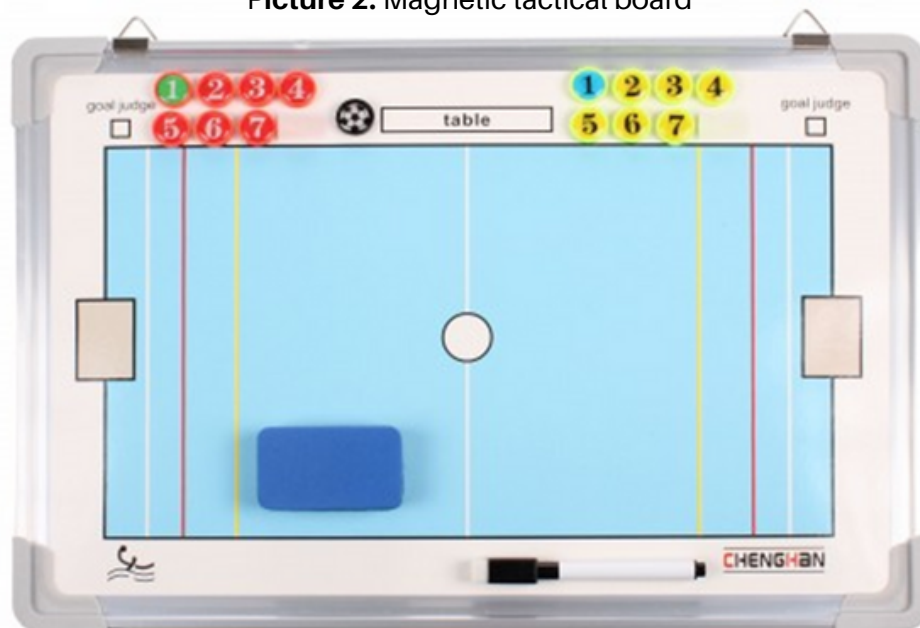 Picture 2. Magnetic tactical board
goal judge
1 2 3 4
5 6 7
table
1 2 3 4
5 6 7
goal judge
CHENGHAN